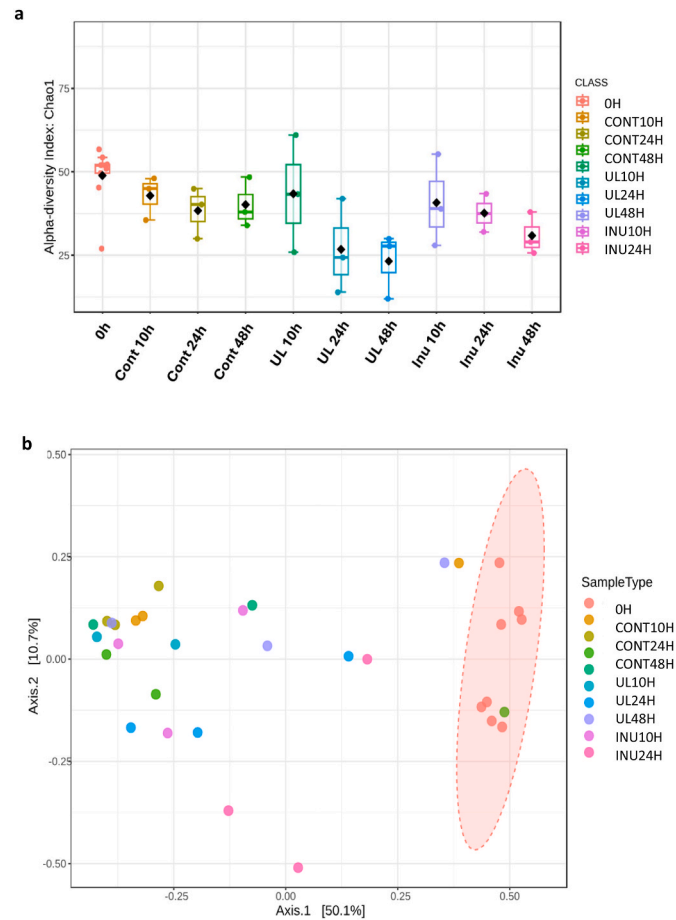 a
Alpha-diversity Index: Chao1
75
50
25
0h
Cont 10h
Cont 24h
Cont 48h
UL 10h
UL 24h
UL 48h
Inu 10h
Inu 24h
Inu 48h
CLASS
0H
CONT10H
CONT24H
CONT48H
UL10H
UL24H
UL48H
INU10H
INU24H
b
Axis.2 [10.7%]
0.50
0.25
0.00
-0.25
-0.50
-0.25
0.00
0.25
0.50
Axis.1 [50.1%]
SampleType
0H
CONT10H
CONT24H
CONT48H
UL10H
UL24H
UL48H
INU10H
INU24H